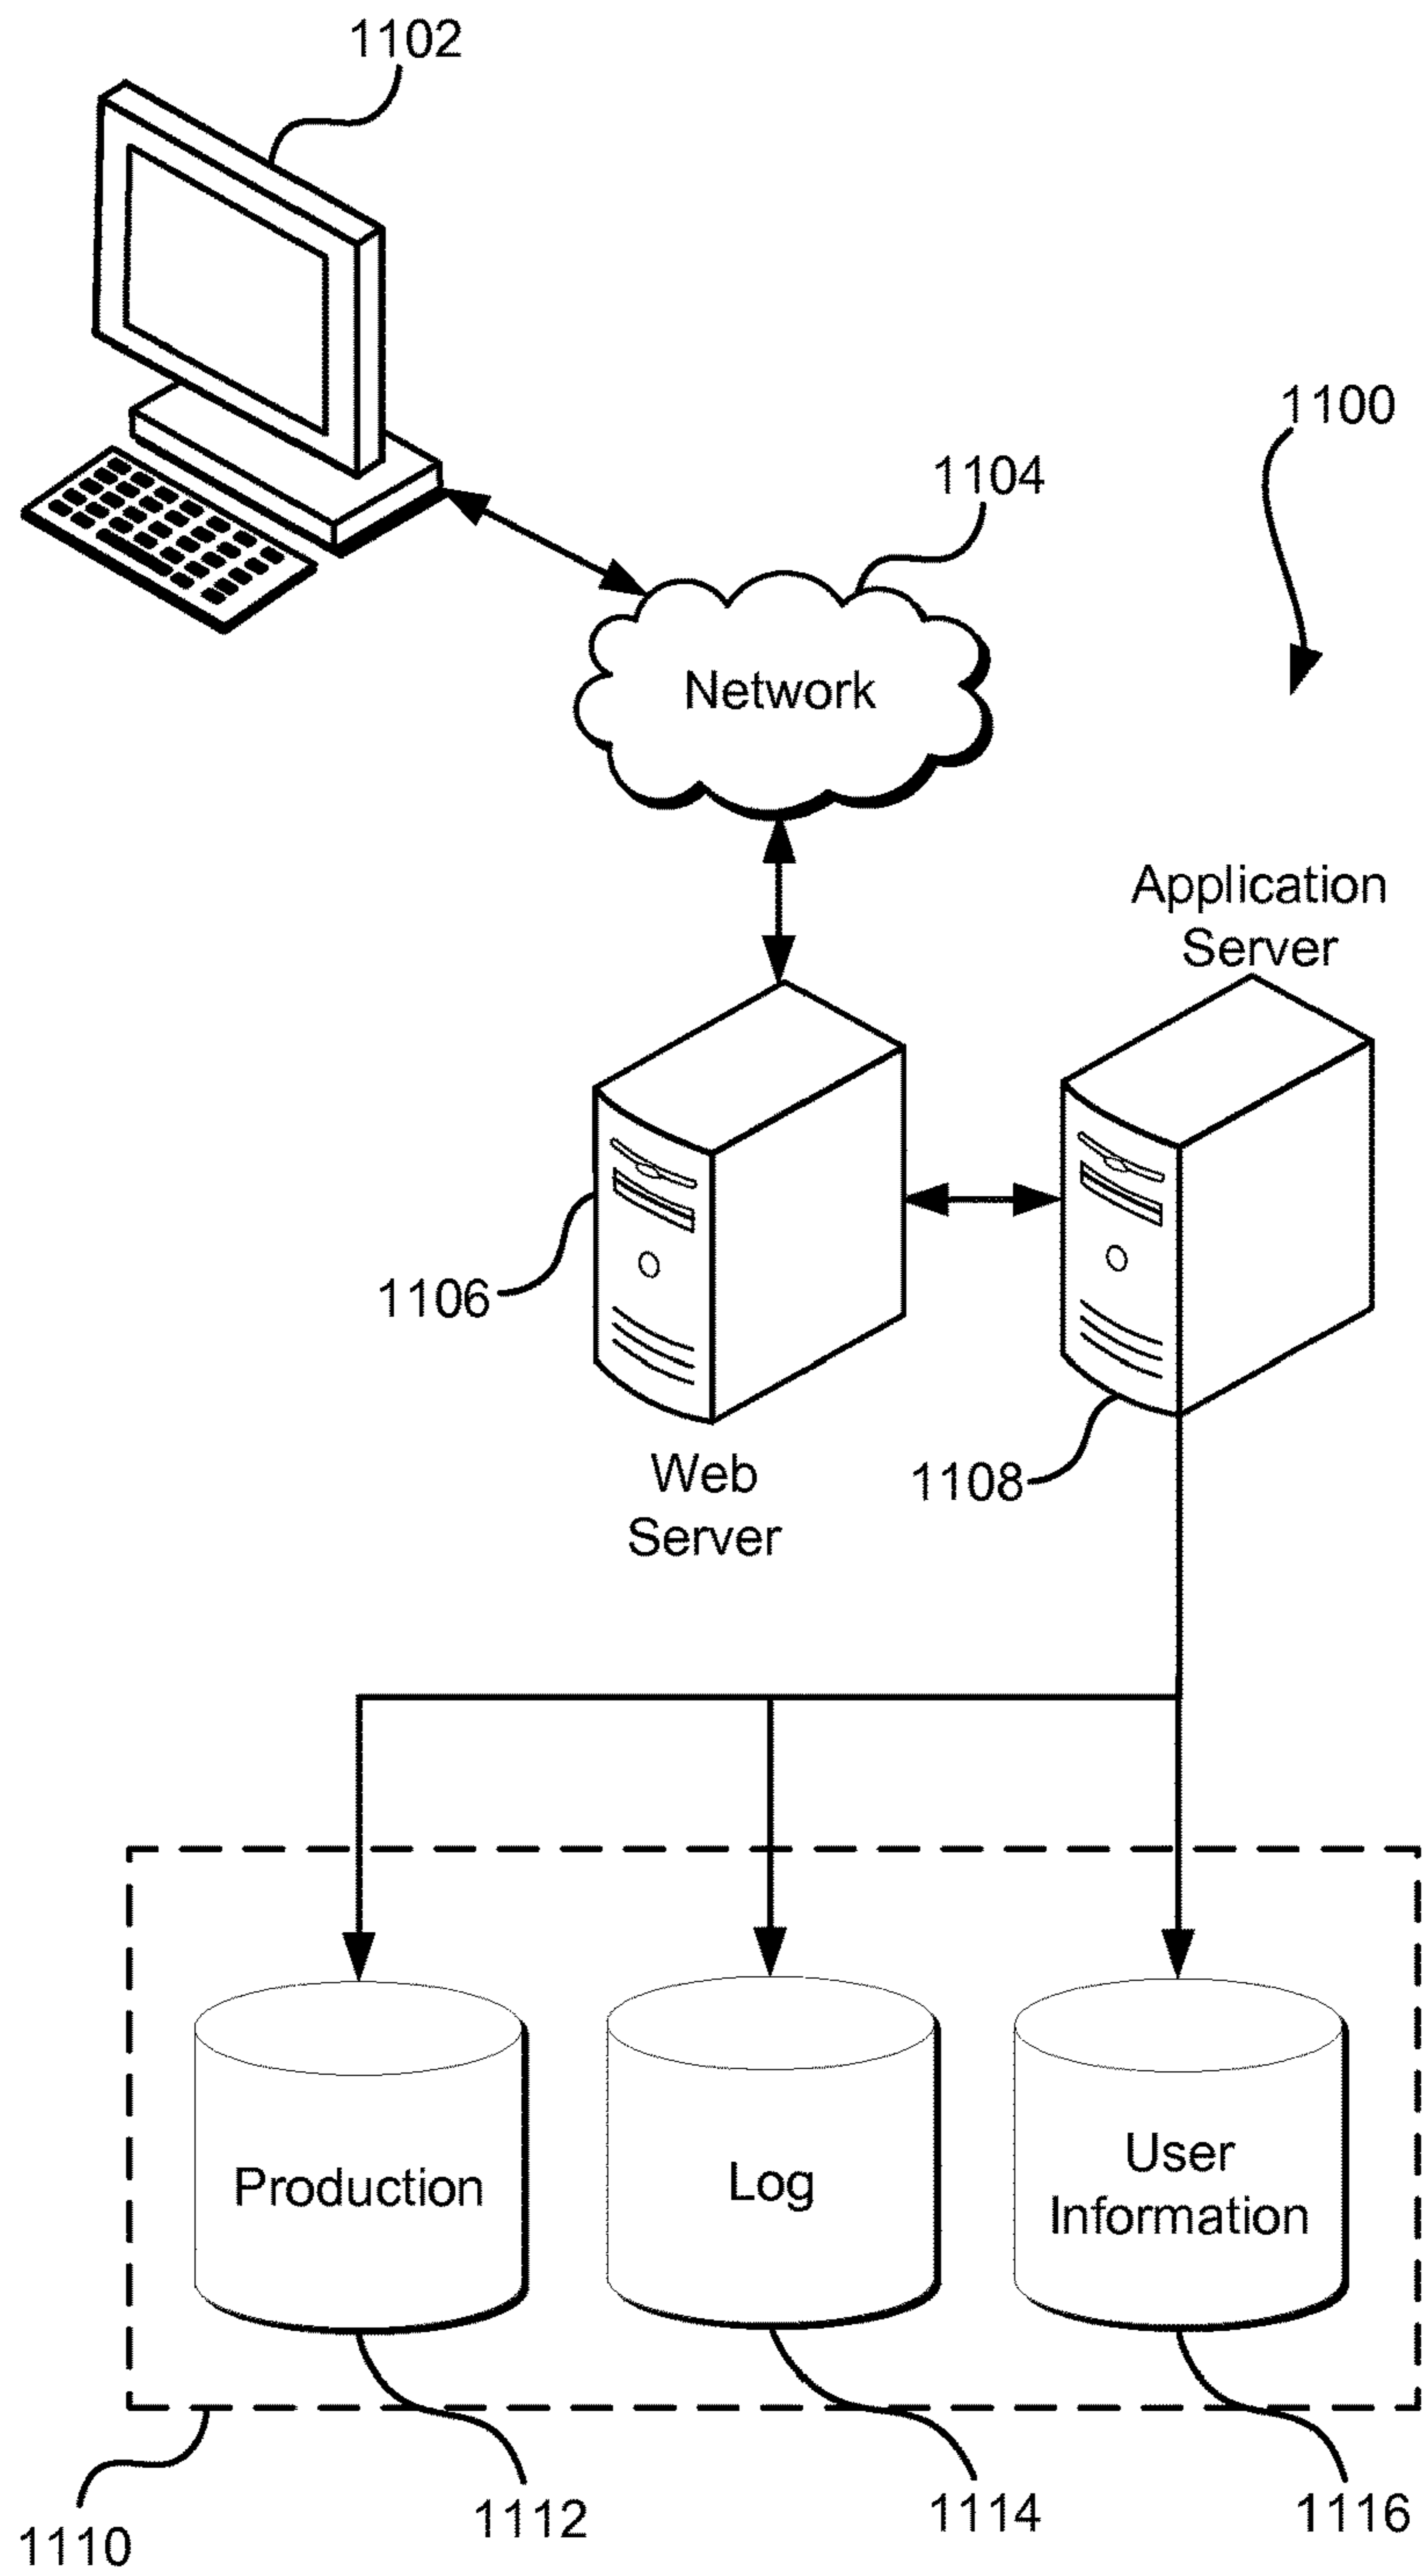 1102
1100
1104
Network
Application
Server
1106
Web
Server
1108
Production
Log
User
Information
1110
1112
1114
1116